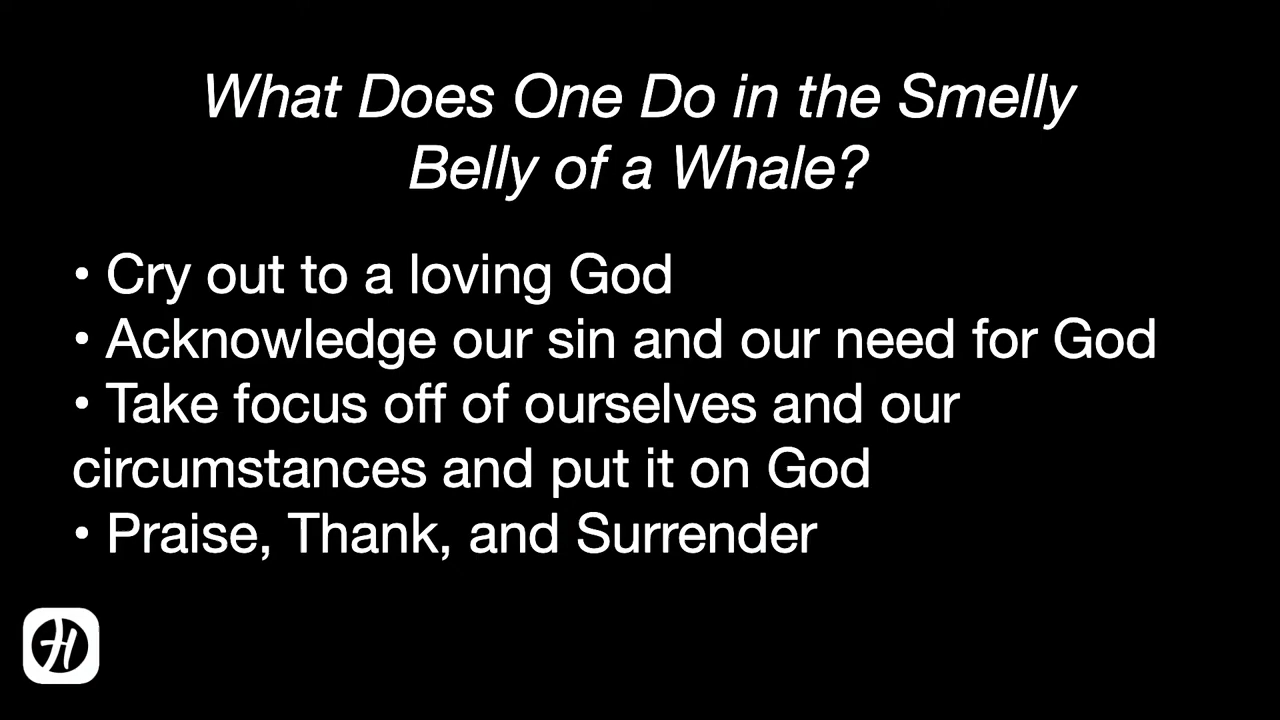 What Does One Do in the Smelly
Belly of a Whale?
• Cry out to a loving God
• Acknowledge our sin and our need for God
• Take focus off of ourselves and our
circumstances and put it on God
• Praise, Thank, and Surrender
H